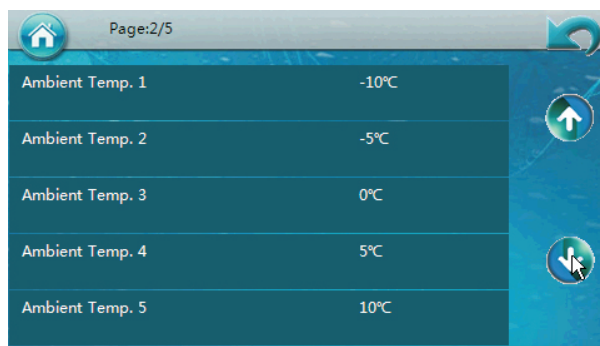 Page:2/5
Ambient Temp. 1 -10℃
Ambient Temp. 2 -5℃
Ambient Temp. 3 0℃
Ambient Temp. 4 5℃
Ambient Temp. 5 10℃